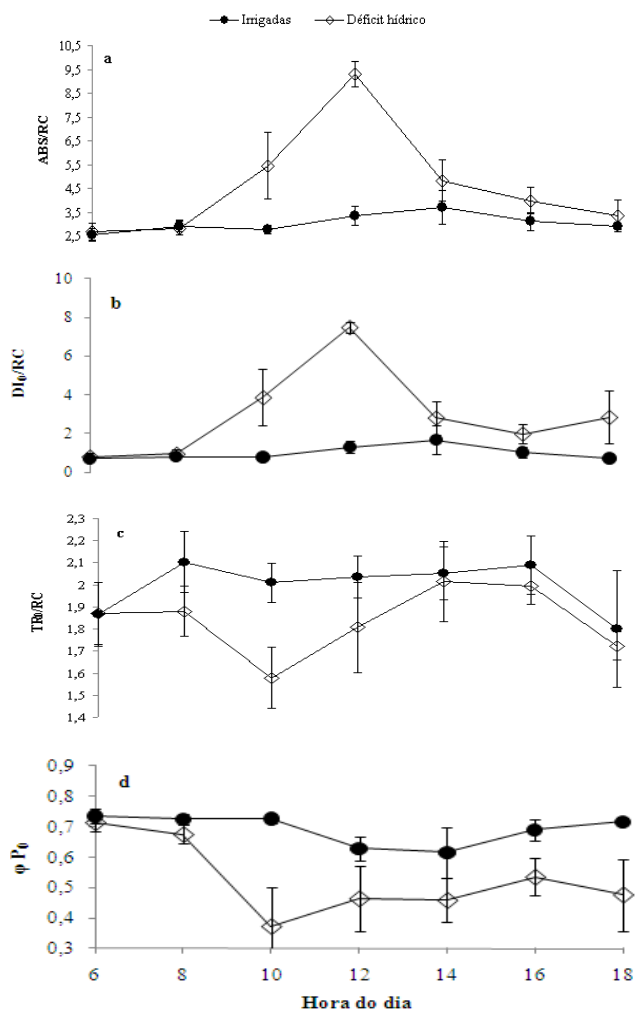 Irrigadas Déficit hídrico
a
10,5
9,5
8,5
7,5
6,5
5,5
4,5
3,5
2,5
ABS/RC
b
10
8
6
4
2
0
DI₀/RC
c
2,3
2,2
2,1
2
1,9
1,8
1,7
1,6
1,5
1,4
TR₀/RC
d
0,9
0,8
0,7
0,6
0,5
0,4
0,3
φ P₀
6 8 10 12 14 16 18
Hora do dia